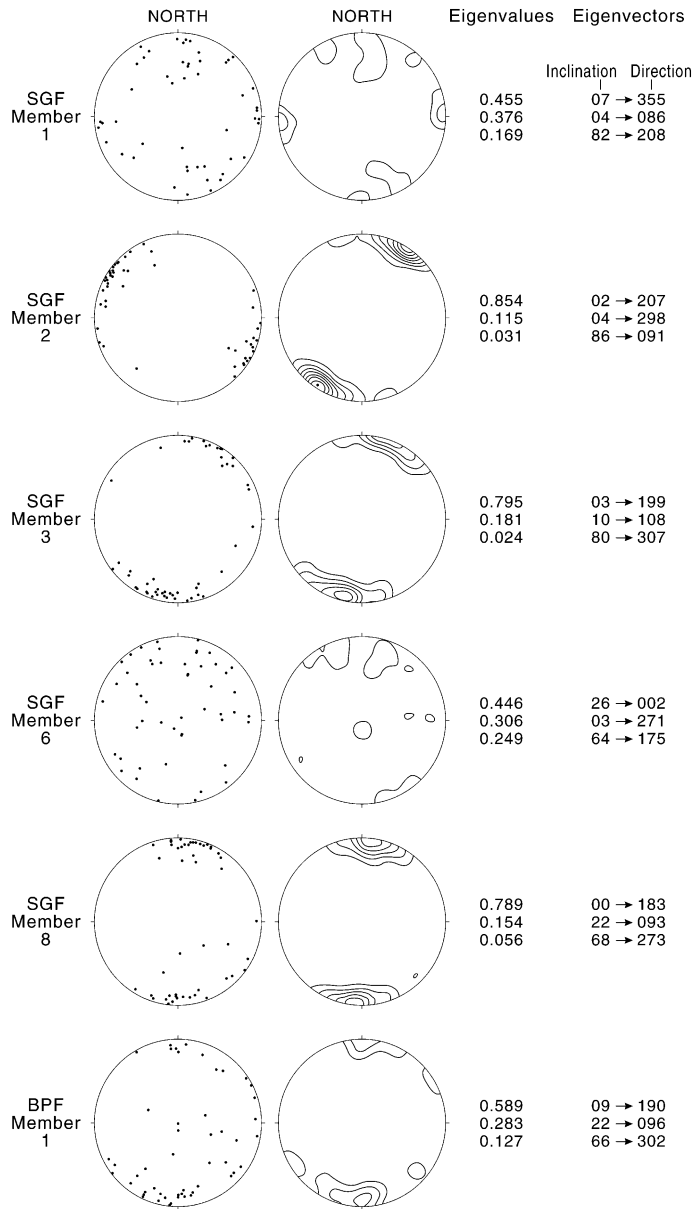 NORTH NORTH Eigenvalues Eigenvectors
Inclination Direction
SGF
Member
1
0.455 07 → 355
0.376 04 → 086
0.169 82 → 208
SGF
Member
2
0.854 02 → 207
0.115 04 → 298
0.031 86 → 091
SGF
Member
3
0.795 03 → 199
0.181 10 → 108
0.024 80 → 307
SGF
Member
6
0.446 26 → 002
0.306 03 → 271
0.249 64 → 175
SGF
Member
8
0.789 00 → 183
0.154 22 → 093
0.056 68 → 273
BPF
Member
1
0.589 09 → 190
0.283 22 → 096
0.127 66 → 302